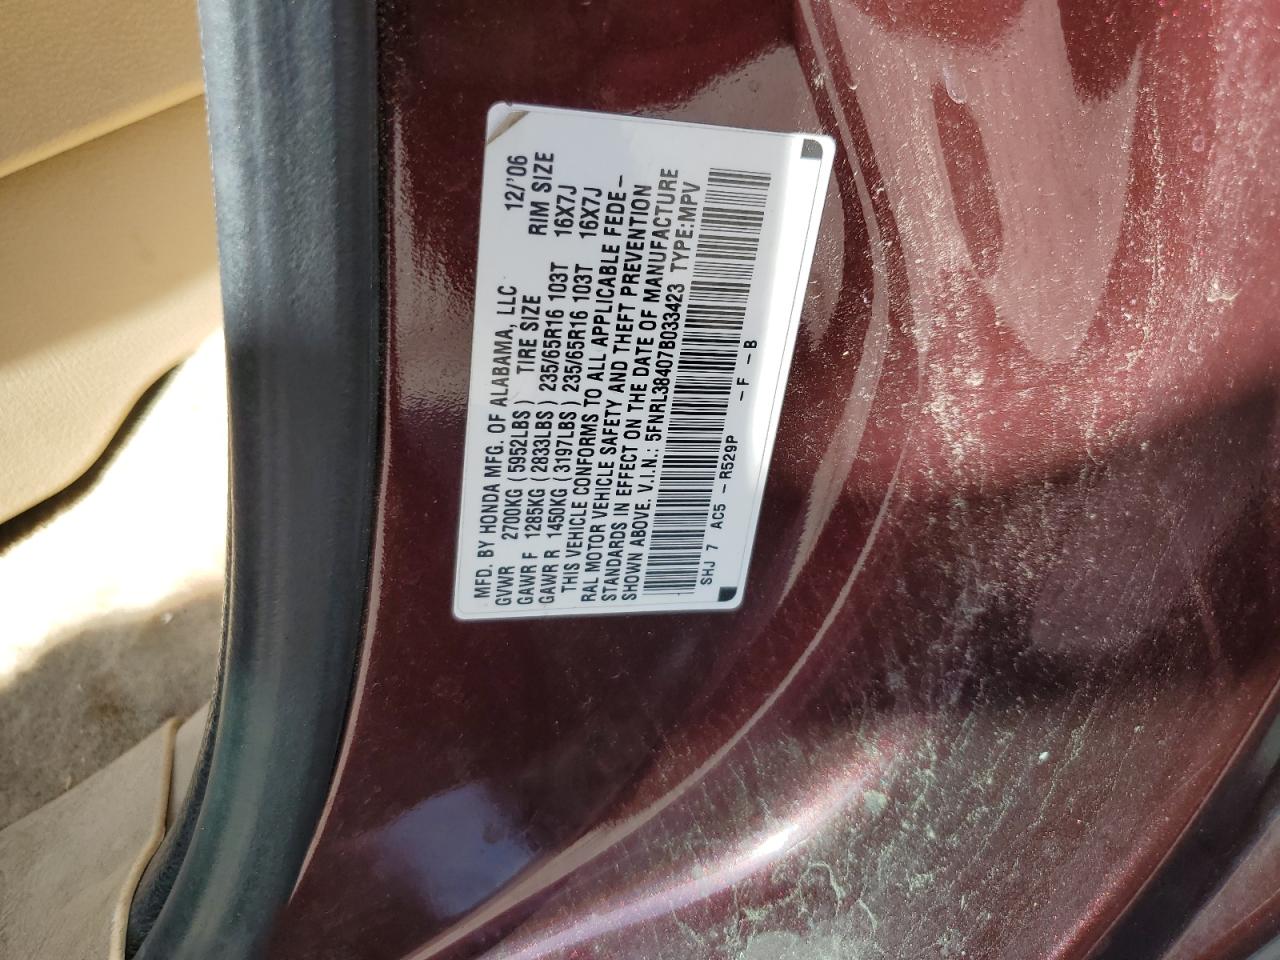 MFD. BY HONDA MFG. OF ALABAMA, LLC 12/'06
GVWR 2700KG (5952LBS) TIRE SIZE RIM SIZE
GAWR F 1285KG (2833LBS) 235/65R16 103T 16X7J
GAWR R 1450KG (3197LBS) 235/65R16 103T 16X7J
THIS VEHICLE CONFORMS TO ALL APPLICABLE FEDE-
RAL MOTOR VEHICLE SAFETY AND THEFT PREVENTION
STANDARDS IN EFFECT ON THE DATE OF MANUFACTURE
SHOWN ABOVE. V.I.N.: 5FNRL38407B033423 TYPE:MPV
SHJ 7 AC5 - R529P - F - B